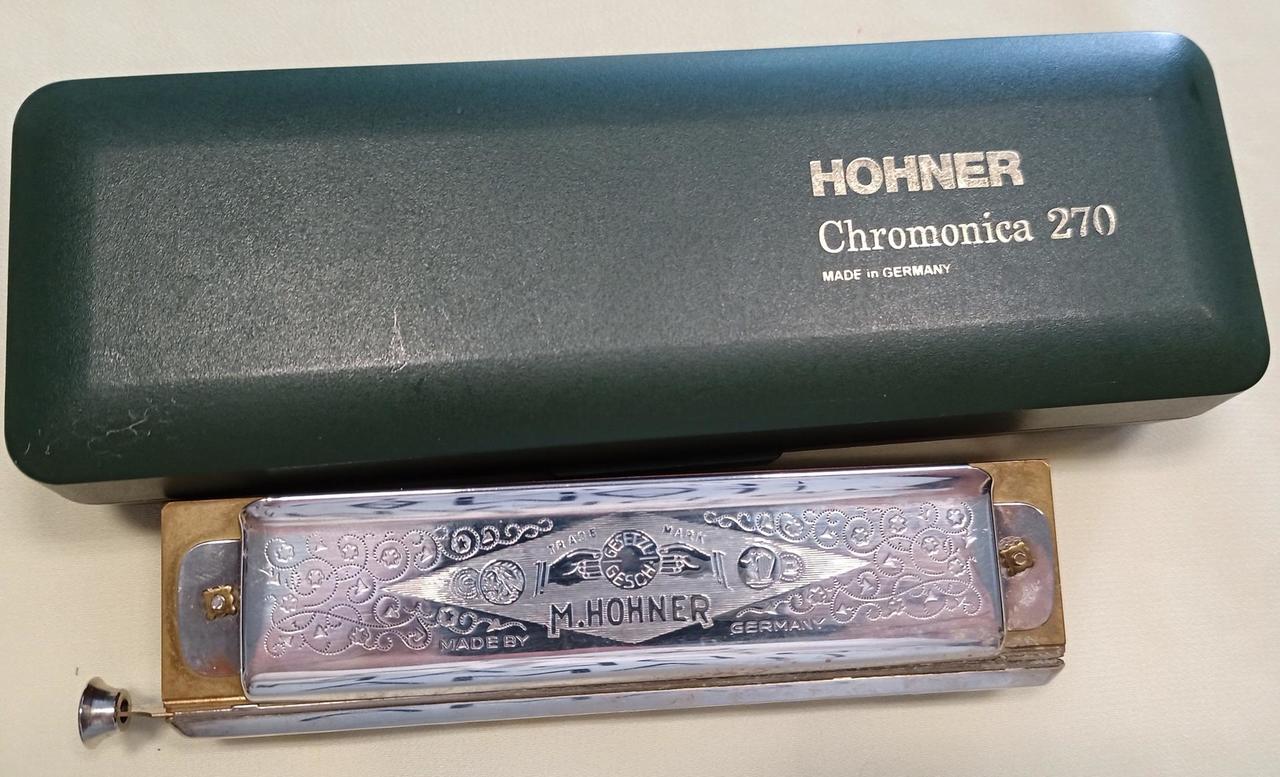 HOHNER
Chromonica 270
MADE in GERMANY
TRADE MARK
GESETZL.
GESCH.
M.HOHNER
MADE BY GERMANY